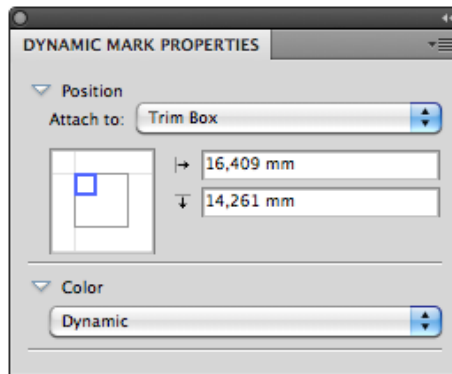 DYNAMIC MARK PROPERTIES
Position
Attach to: Trim Box
16,409 mm
14,261 mm
Color
Dynamic